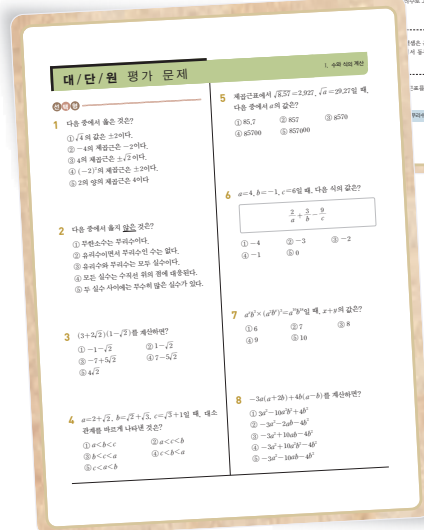 1. 수와 식의 계산
대/단/원 평가 문제
선택형
1 다음 중에서 옳은 것은?
① √4의 값은 ±2이다.
② -4의 제곱근은 -2이다.
③ 4의 제곱근은 ±√2이다.
④ (-2)²의 제곱근은 ±2이다.
⑤ 2의 양의 제곱근은 4이다
2 다음 중에서 옳지 않은 것은?
① 무한소수는 무리수이다.
② 유리수이면서 무리수인 수는 없다.
③ 유리수와 무리수는 모두 실수이다.
④ 모든 실수는 수직선 위의 점에 대응된다.
⑤ 두 실수 사이에는 무수히 많은 실수가 있다.
3 (3+2√2)(1-√2)를 계산하면?
① -1-√2 ② 1-√2
③ -7+5√2 ④ 7-5√2
⑤ 4√2
4 a=2+√2, b=√2+√3, c=√3+1일 때, 대소
관계를 바르게 나타낸 것은?
① a<b<c ② a<c<b
③ b<c<a ④ c<b<a
⑤ c<a<b
5 제곱근표에서 √8.57=2.927, √a=29.27일 때,
다음 중에서 a의 값은?
① 85.7 ② 857 ③ 8570
④ 85700 ⑤ 857000
6 a=4, b=-1, c=6일 때, 다음 식의 값은?
2/a + 3/b - 9/c
① -4 ② -3 ③ -2
④ -1 ⑤ 0
① 6 ② 7 ③ 8
④ 9 ⑤ 10
8 -3a(a+2b)+4b(a-b)를 계산하면?
① 3a²-10a²b²+4b²
② -3a²-2ab-4b²
③ -3a²+10ab-4b²
④ -3a²+10a²b²-4b²
⑤ -3a²-10ab-4b²